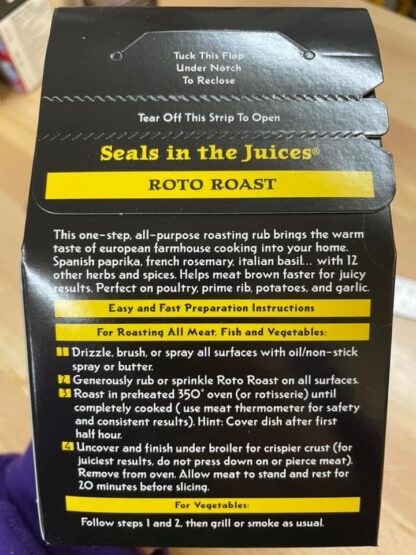 Tuck This Flap
Under Notch
To Reclose
Tear Off This Strip To Open
Seals in the Juices®
ROTO ROAST
This one-step, all-purpose roasting rub brings the warm
taste of european farmhouse cooking into your home.
Spanish paprika, french rosemary, italian basil... with 12
other herbs and spices. Helps meat brown faster for juicy
results. Perfect on poultry, prime rib, potatoes, and garlic.
Easy and Fast Preparation Instructions
For Roasting All Meat, Fish and Vegetables:
1 Drizzle, brush, or spray all surfaces with oil/non-stick
spray or butter.
2 Generously rub or sprinkle Roto Roast on all surfaces.
3 Roast in preheated 350° oven (or rotisserie) until
completely cooked ( use meat thermometer for safety
and consistent results). Hint: Cover dish after first
half hour.
4 Uncover and finish under broiler for crispier crust (for
juiciest results, do not press down on or pierce meat).
Remove from oven. Allow meat to stand and rest for
20 minutes before slicing.
For Vegetables:
Follow steps 1 and 2, then grill or smoke as usual.